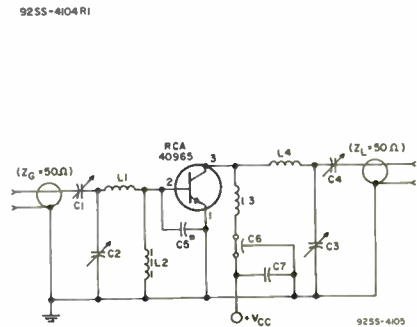 92SS-4104R1
RCA
40965
(ZG=50Ω)
C1
L1
2
3
1
L4
(ZL=50Ω)
C4
C2
L2
C5*
L3
C6
C7
C3
+VCC
92SS-4105